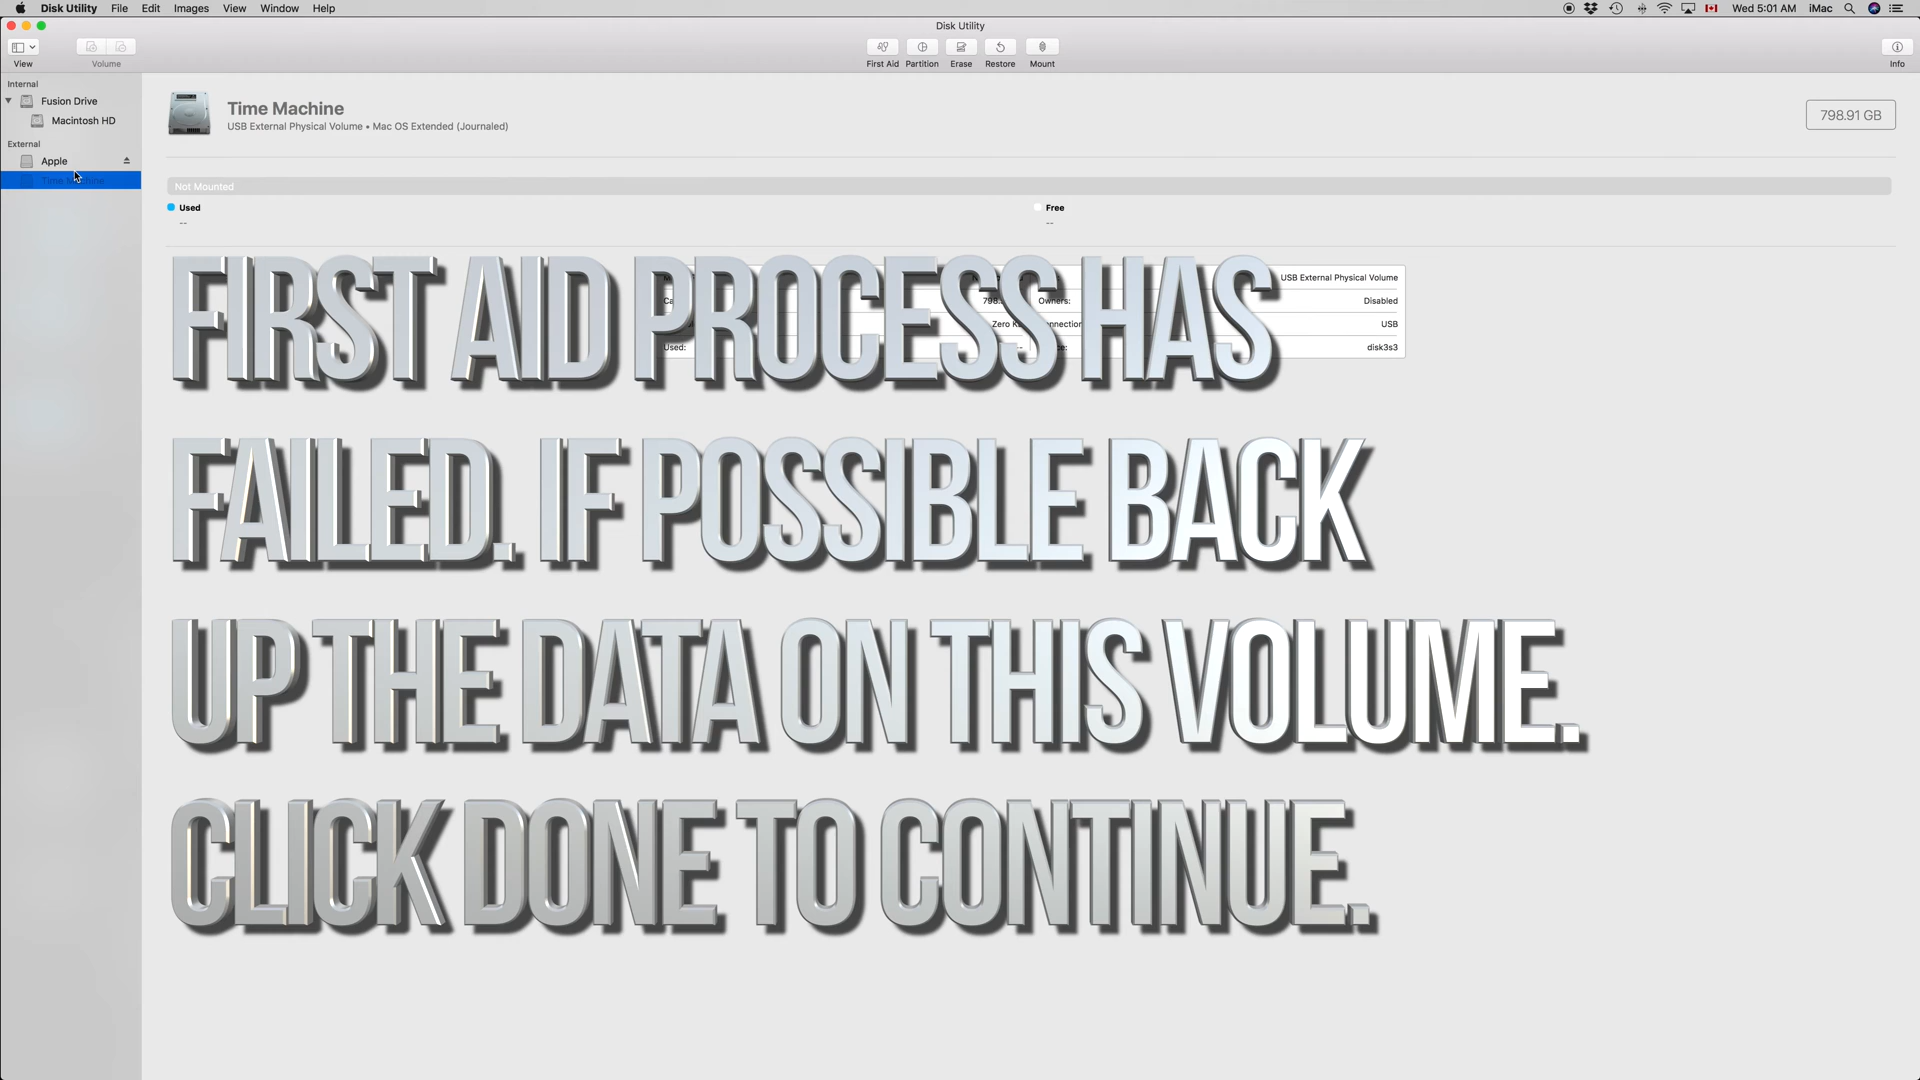 Disk Utility File Edit Images View Window Help
Wed 5:01 AM iMac
Disk Utility
View
Volume
First Aid Partition Erase Restore Mount
Info
Internal
Fusion Drive
Macintosh HD
External
Apple
Time Machine
Time Machine
USB External Physical Volume • Mac OS Extended (Journaled)
798.91 GB
Not Mounted
Used
--
Free
--
USB External Physical Volume
Owners:
Disabled
Zero
USB
Used:
disk3s3
FIRST AID PROCESS HAS
FAILED. IF POSSIBLE BACK
UP THE DATA ON THIS VOLUME.
CLICK DONE TO CONTINUE.